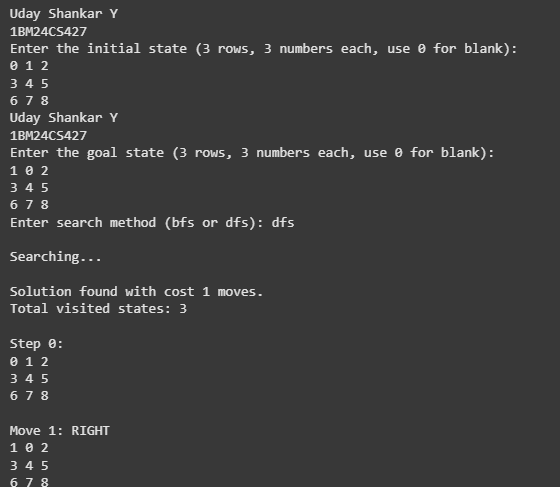 Uday Shankar Y
1BM24CS427
Enter the initial state (3 rows, 3 numbers each, use 0 for blank):
0 1 2
3 4 5
6 7 8
Uday Shankar Y
1BM24CS427
Enter the goal state (3 rows, 3 numbers each, use 0 for blank):
1 0 2
3 4 5
6 7 8
Enter search method (bfs or dfs): dfs
Searching...
Solution found with cost 1 moves.
Total visited states: 3
Step 0:
0 1 2
3 4 5
6 7 8
Move 1: RIGHT
1 0 2
3 4 5
6 7 8